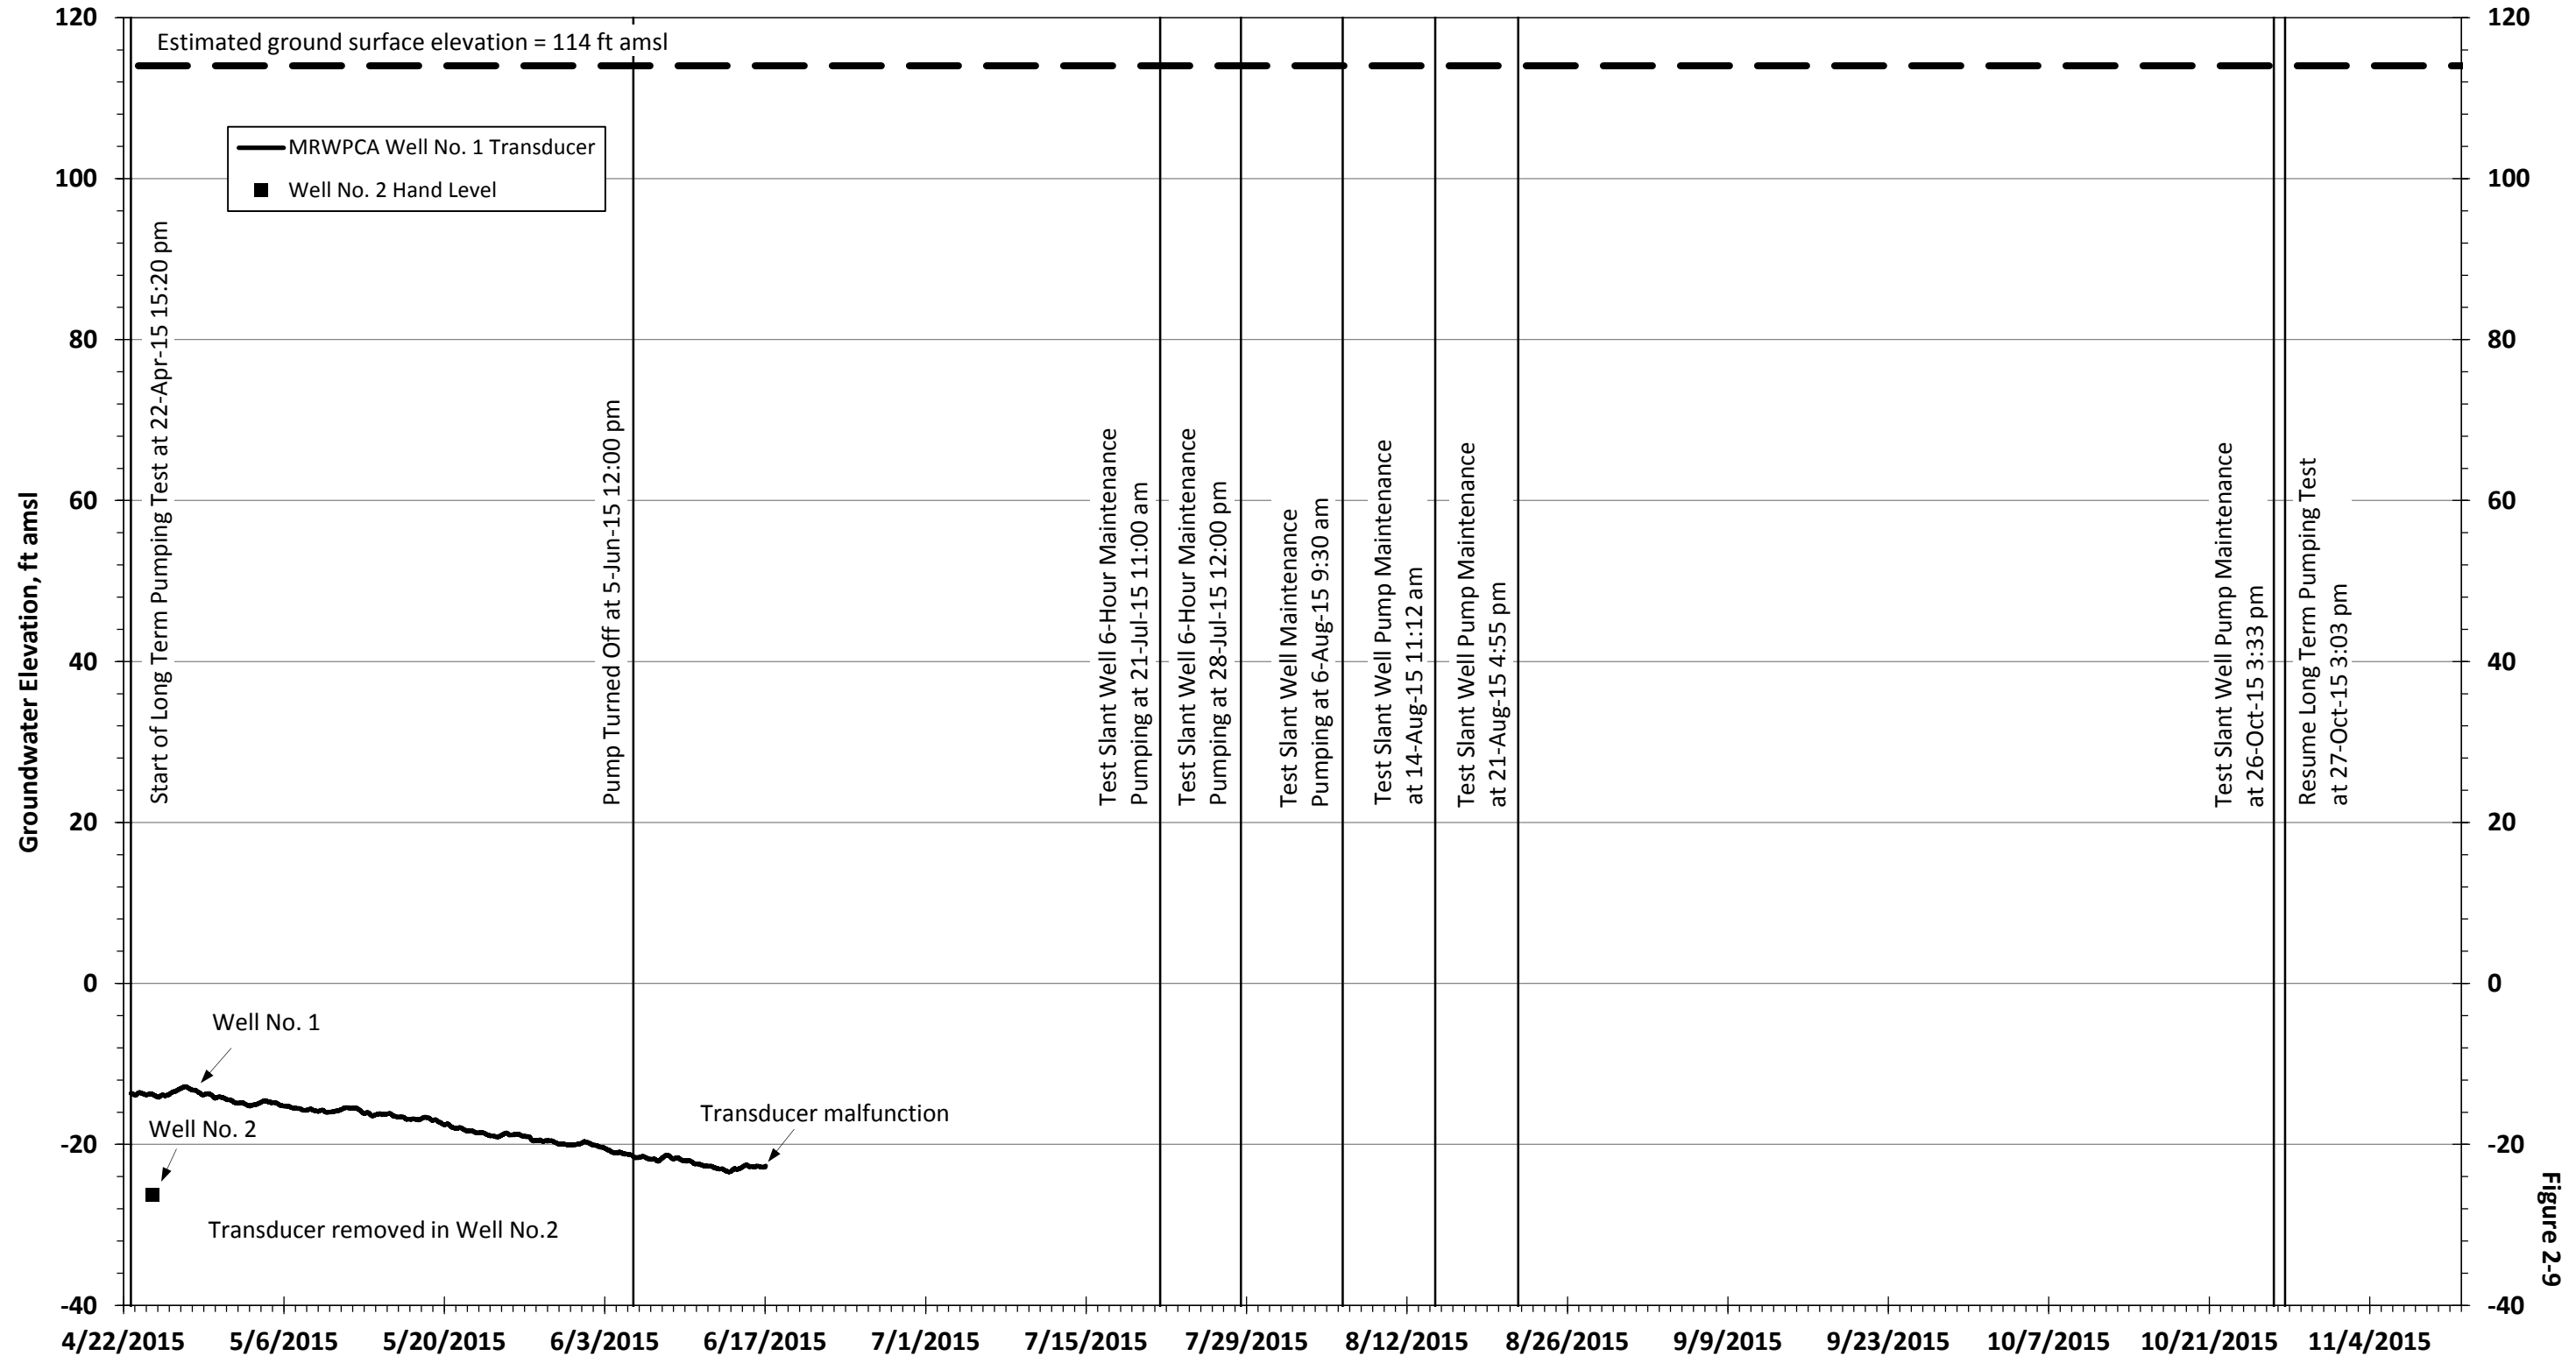 Estimated ground surface elevation = 114 ft amsl
MRWPCA Well No. 1 Transducer
Well No. 2 Hand Level
Groundwater Elevation, ft amsl
120
100
80
60
40
20
0
-20
-40
120
100
80
60
40
20
0
-20
-40
Start of Long Term Pumping Test at 22-Apr-15 15:20 pm
Pump Turned Off at 5-Jun-15 12:00 pm
Test Slant Well 6-Hour Maintenance
Pumping at 21-Jul-15 11:00 am
Test Slant Well 6-Hour Maintenance
Pumping at 28-Jul-15 12:00 pm
Test Slant Well Maintenance
Pumping at 6-Aug-15 9:30 am
Test Slant Well Pump Maintenance
at 14-Aug-15 11:12 am
Test Slant Well Pump Maintenance
at 21-Aug-15 4:55 pm
Test Slant Well Pump Maintenance
at 26-Oct-15 3:33 pm
Resume Long Term Pumping Test
at 27-Oct-15 3:03 pm
Well No. 1
Well No. 2
Transducer malfunction
Transducer removed in Well No.2
Figure 2-9
4/22/2015
5/6/2015
5/20/2015
6/3/2015
6/17/2015
7/1/2015
7/15/2015
7/29/2015
8/12/2015
8/26/2015
9/9/2015
9/23/2015
10/7/2015
10/21/2015
11/4/2015